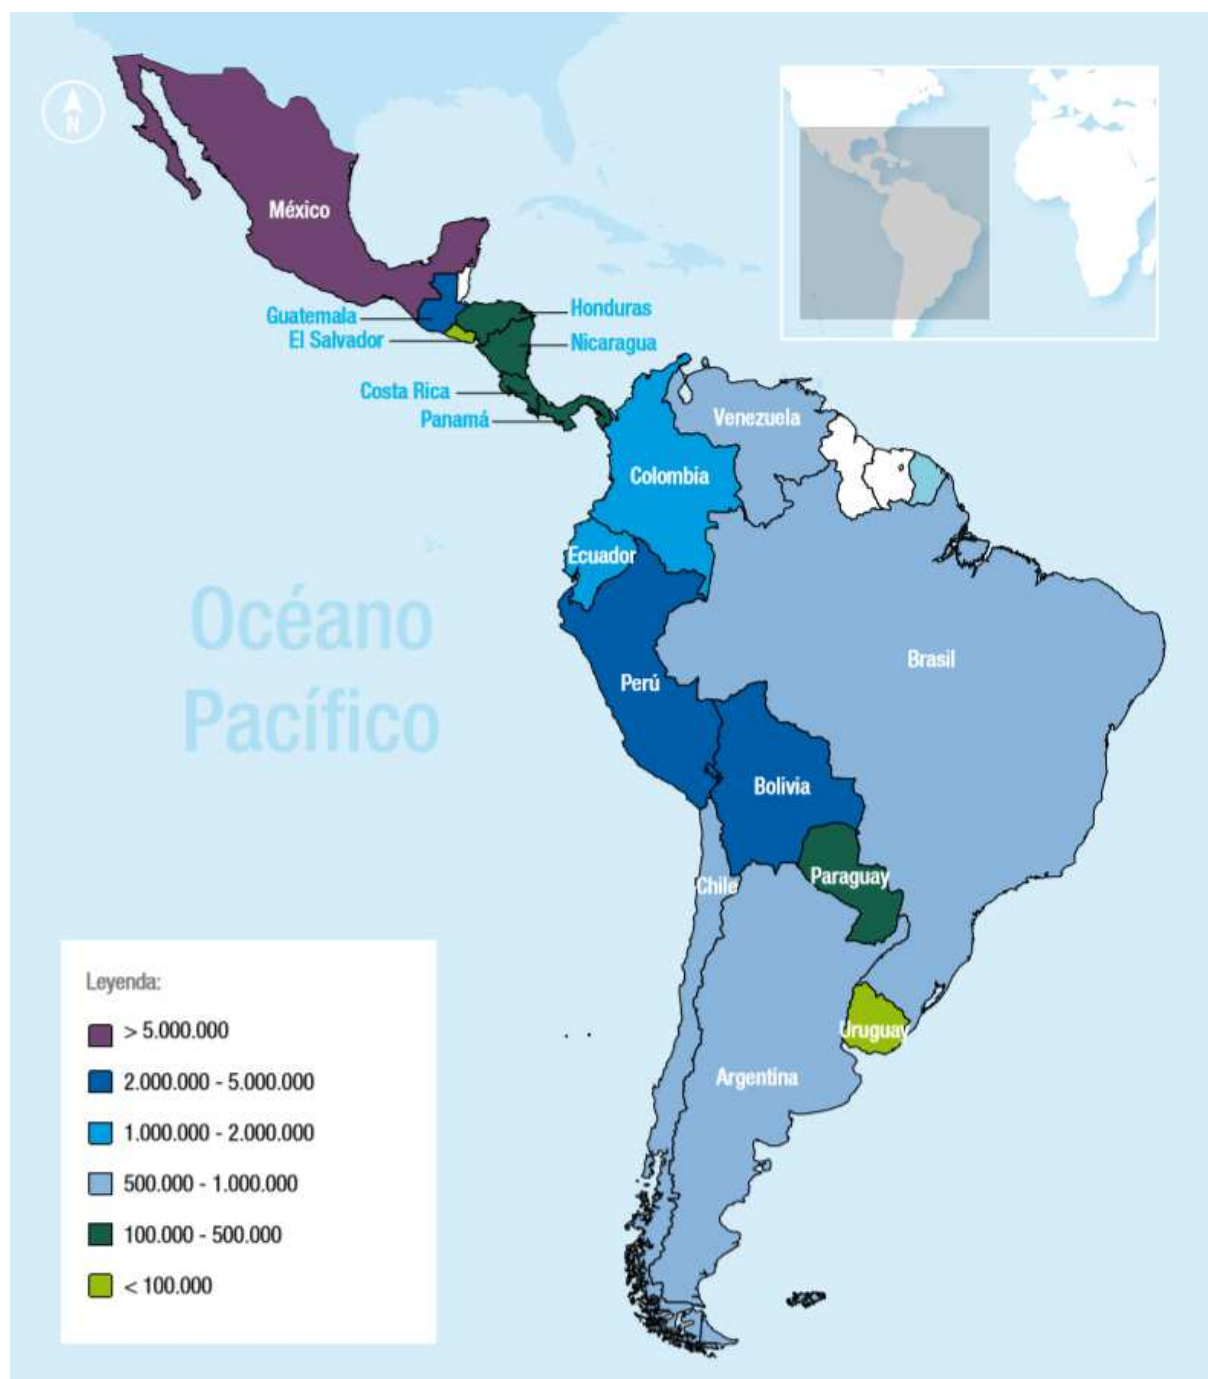 N
México
Guatemala
Honduras
El Salvador
Nicaragua
Costa Rica
Panamá
Venezuela
Colombia
Ecuador
Océano
Pacífico
Brasil
Perú
Bolivia
Chile
Paraguay
Uruguay
Argentina
Leyenda:
> 5.000.000
2.000.000 - 5.000.000
1.000.000 - 2.000.000
500.000 - 1.000.000
100.000 - 500.000
< 100.000